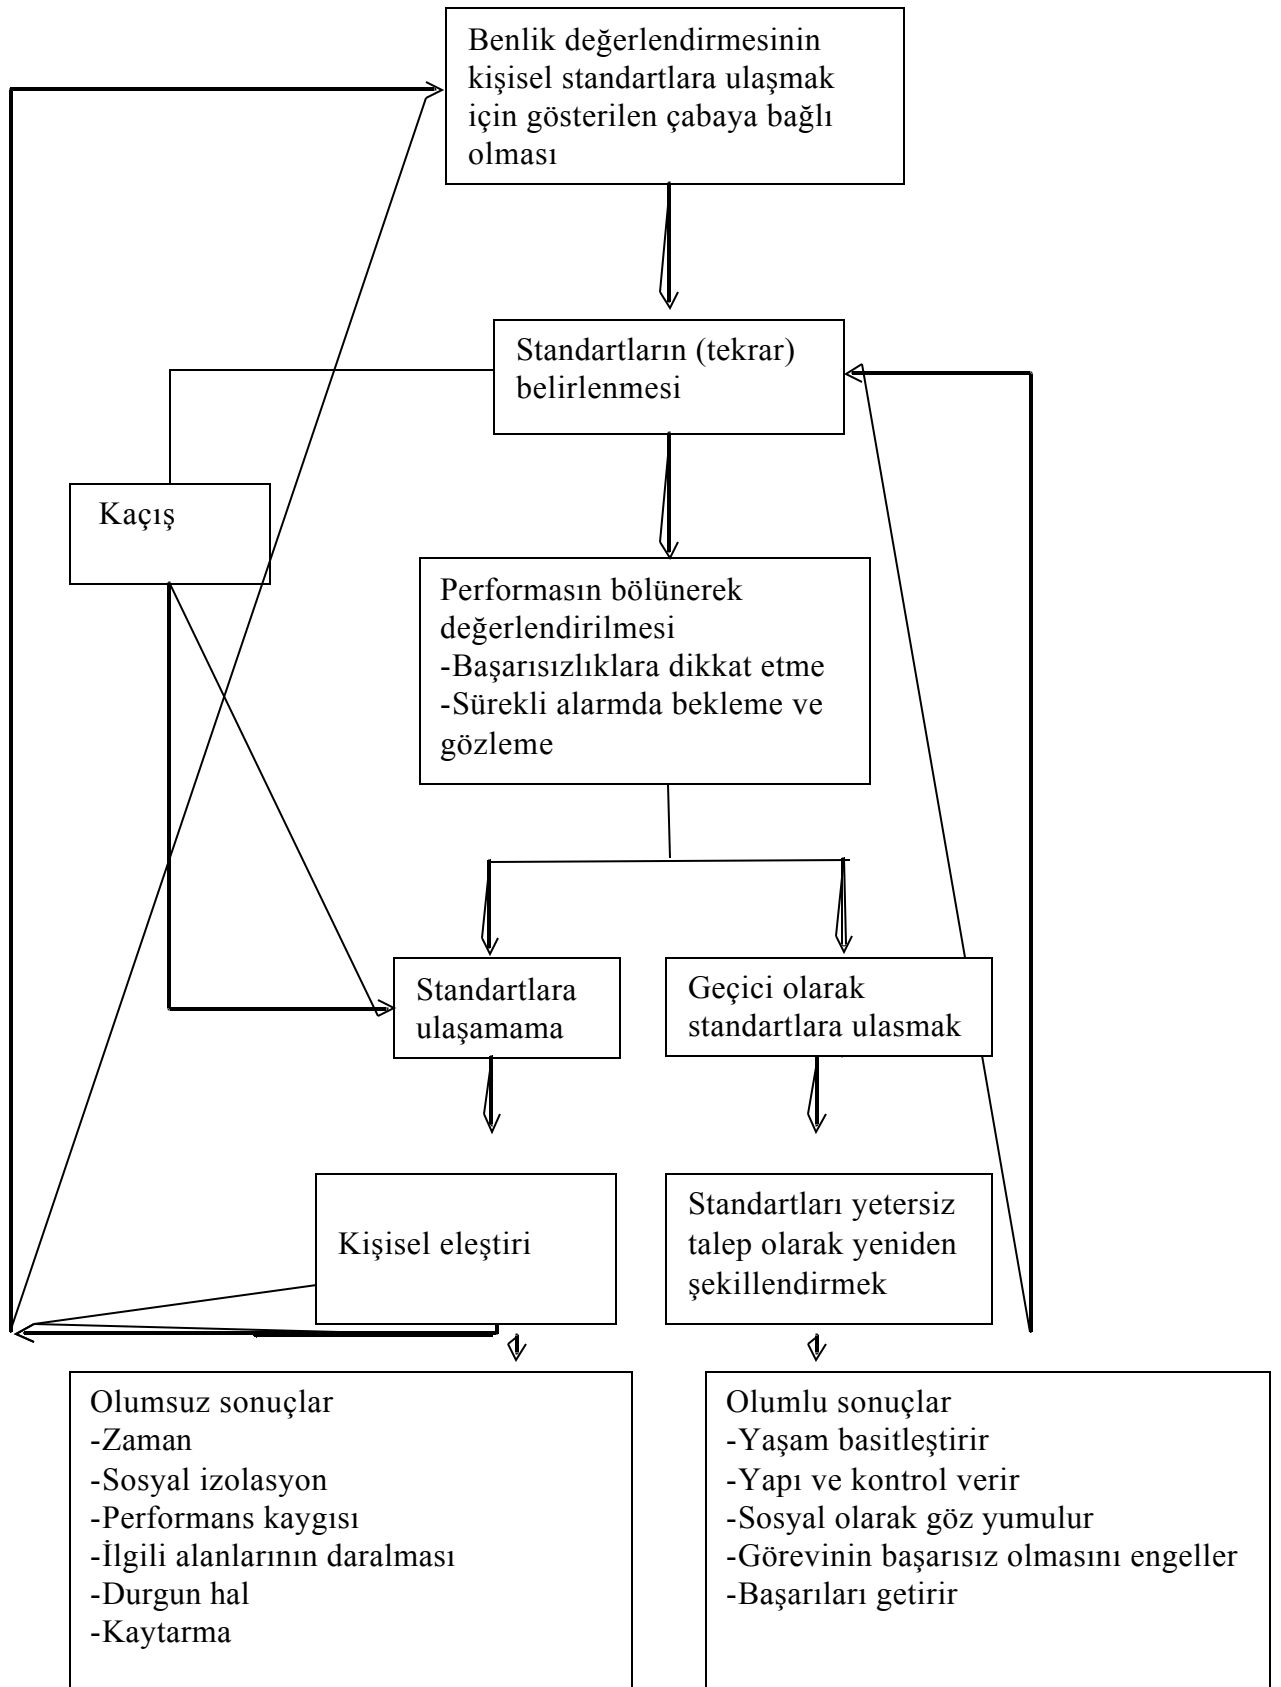 Benlik değerlendirmesinin
kişisel standartlara ulaşmak
için gösterilen çabaya bağlı
olması
Standartların (tekrar)
belirlenmesi
Kaçış
Performasın bölünerek
değerlendirilmesi
-Başarısızlıklara dikkat etme
-Sürekli alarmda bekleme ve
gözleme
Standartlara
ulaşamama
Geçici olarak
standartlara ulasmak
Kişisel eleştiri
Standartları yetersiz
talep olarak yeniden
şekillendirmek
Olumsuz sonuçlar
-Zaman
-Sosyal izolasyon
-Performans kaygısı
-İlgili alanlarının daralması
-Durgun hal
-Kaytarma
Olumlu sonuçlar
-Yaşam basitleştirir
-Yapı ve kontrol verir
-Sosyal olarak göz yumulur
-Görevinin başarısız olmasını engeller
-Başarıları getirir